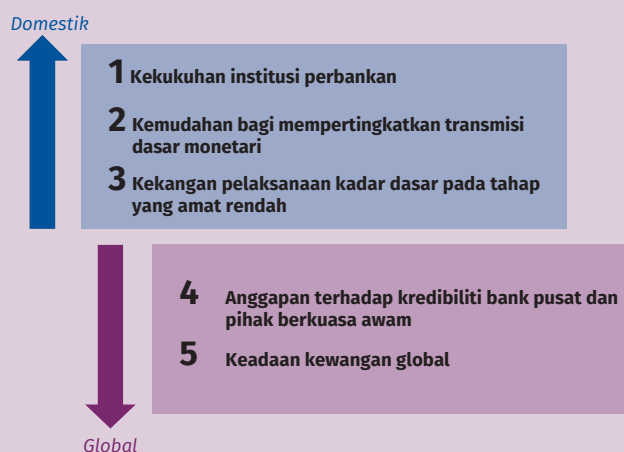 Domestik
1 Kekukuhan institusi perbankan
2 Kemudahan bagi mempertingkatkan transmisi
dasar monetari
3 Kekangan pelaksanaan kadar dasar pada tahap
yang amat rendah
4 Anggapan terhadap kredibiliti bank pusat dan
pihak berkuasa awam
5 Keadaan kewangan global
Global